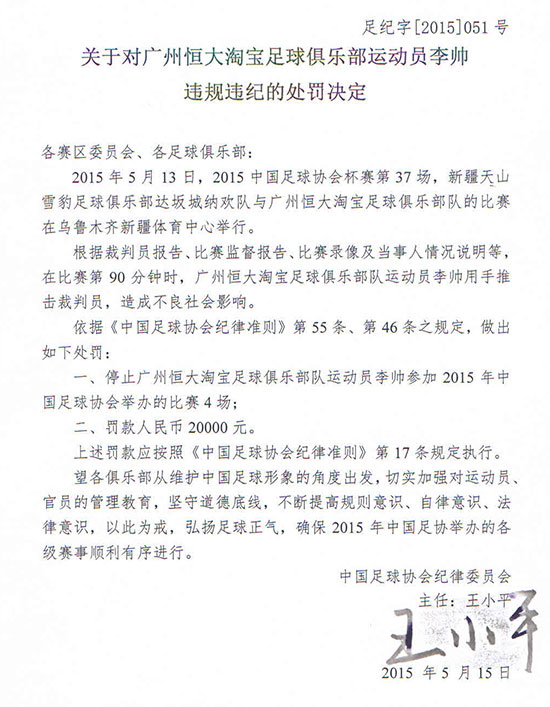 足纪字[2015]051 号
关于对广州恒大淘宝足球俱乐部运动员李帅
违规违纪的处罚决定
各赛区委员会、各足球俱乐部：
2015 年 5 月 13 日，2015 中国足球协会杯赛第 37 场，新疆天山
雪豹足球俱乐部达坂城纳欢队与广州恒大淘宝足球俱乐部队的比赛
在乌鲁木齐新疆体育中心举行。
根据裁判员报告、比赛监督报告、比赛录像及当事人情况说明等，
在比赛第 90 分钟时，广州恒大淘宝足球俱乐部队运动员李帅用手推
击裁判员，造成不良社会影响。
依据《中国足球协会纪律准则》第 55 条、第 46 条之规定，做出
如下处罚：
一、停止广州恒大淘宝足球俱乐部队运动员李帅参加 2015 年中
国足球协会举办的比赛 4 场；
二、罚款人民币 20000 元。
上述罚款应按照《中国足球协会纪律准则》第 17 条规定执行。
望各俱乐部从维护中国足球形象的角度出发，切实加强对运动员、
官员的管理教育，坚守道德底线，不断提高规则意识、自律意识、法
律意识，以此为戒，弘扬足球正气，确保 2015 年中国足协举办的各
级赛事顺利有序进行。
中国足球协会纪律委员会
主任：王小平
王小平
2015 年 5 月 15 日